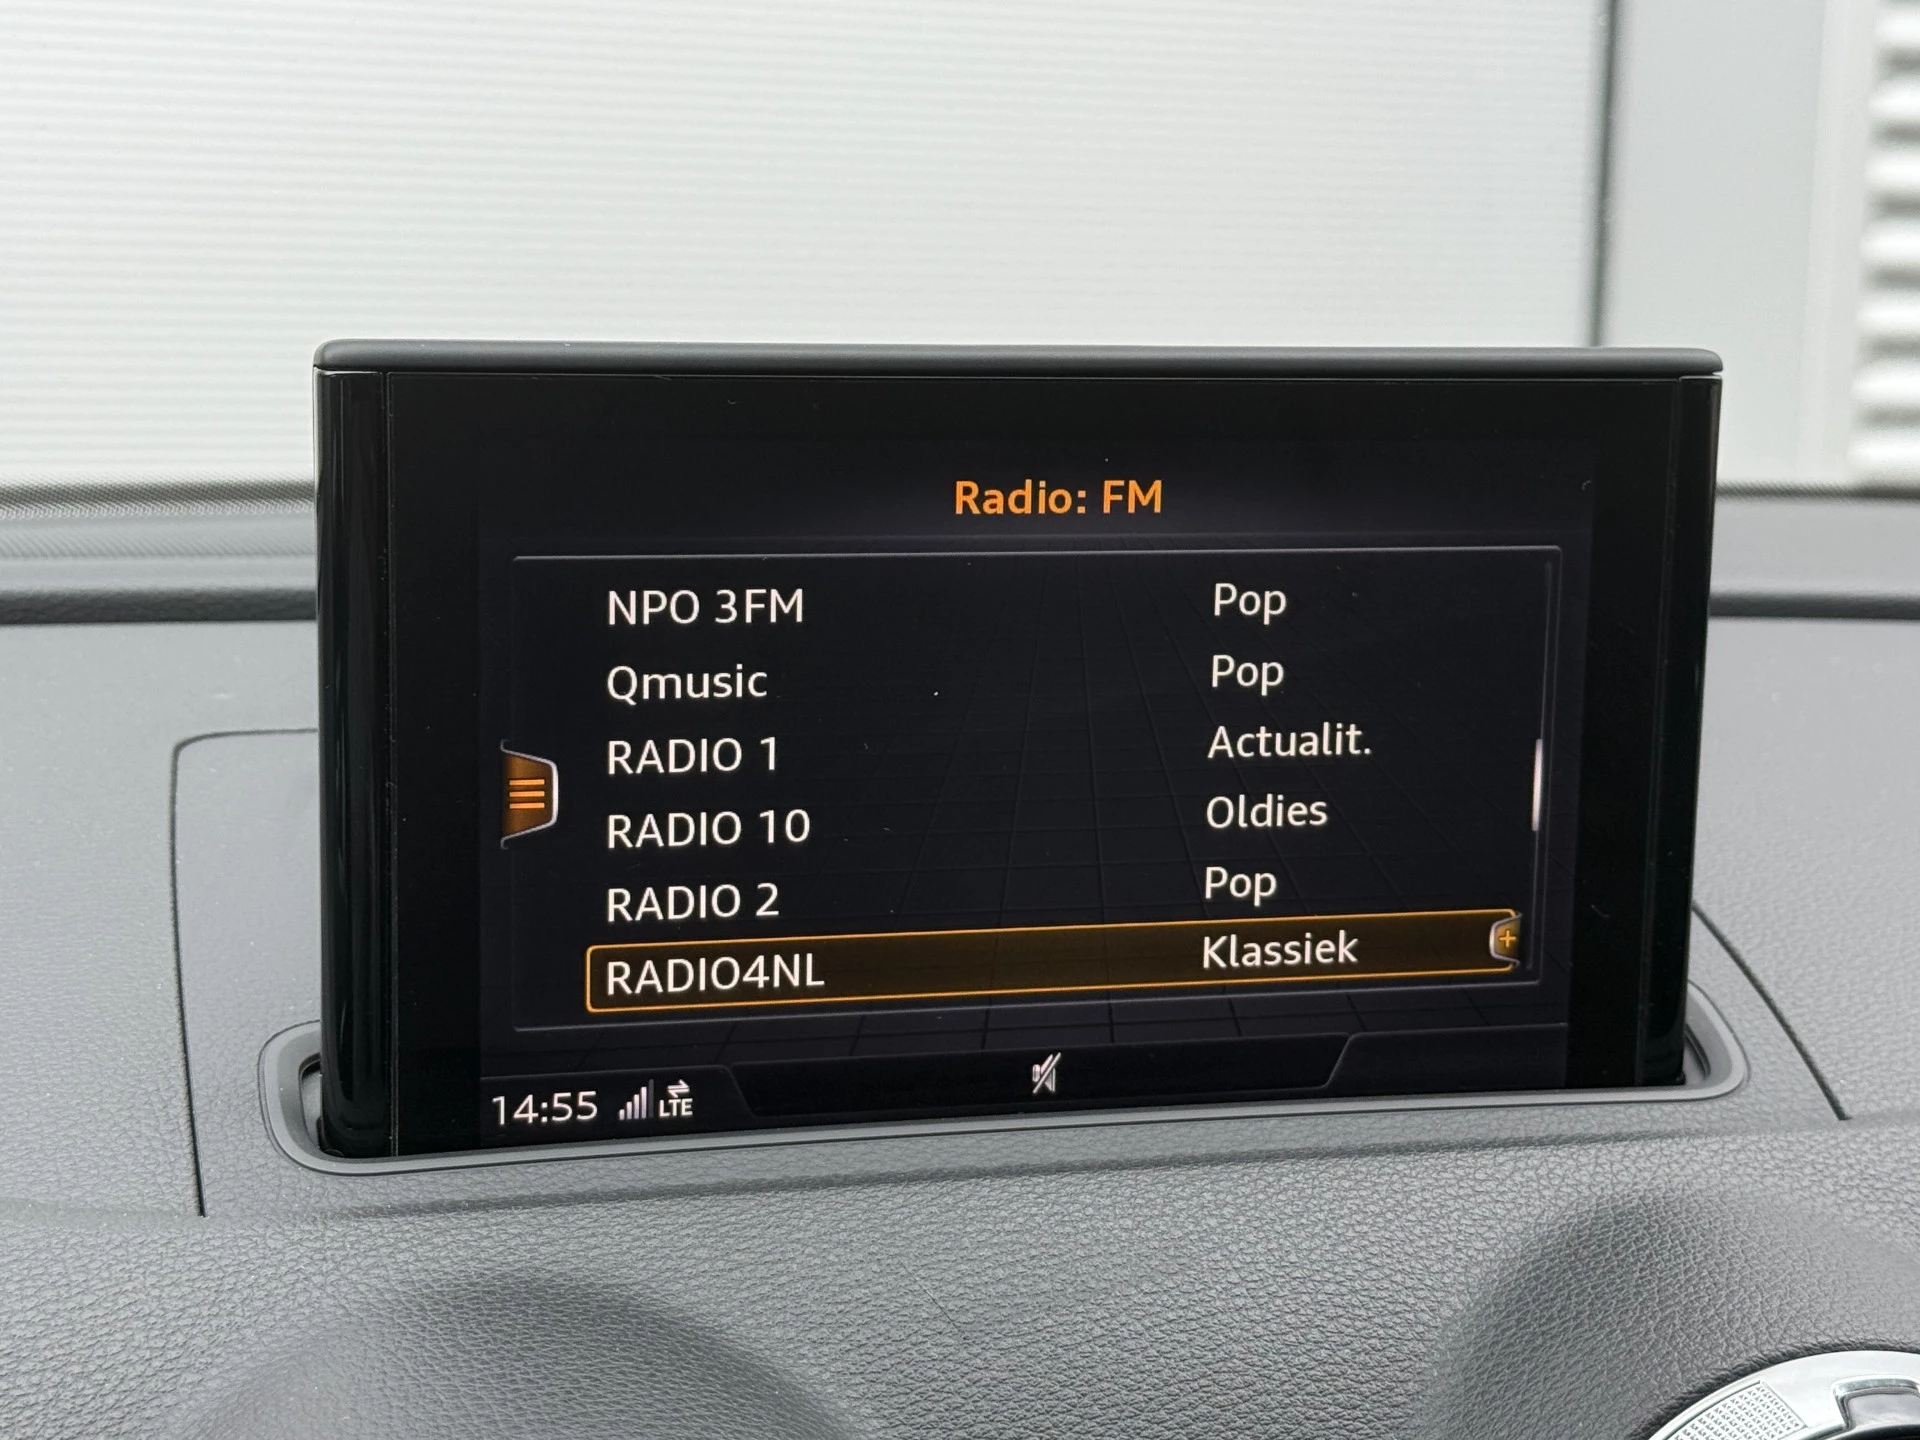 Radio: FM
NPO 3FM Pop
Qmusic Pop
RADIO 1 Actualit.
RADIO 10 Oldies
RADIO 2 Pop
RADIO4NL Klassiek
14:55 LTE